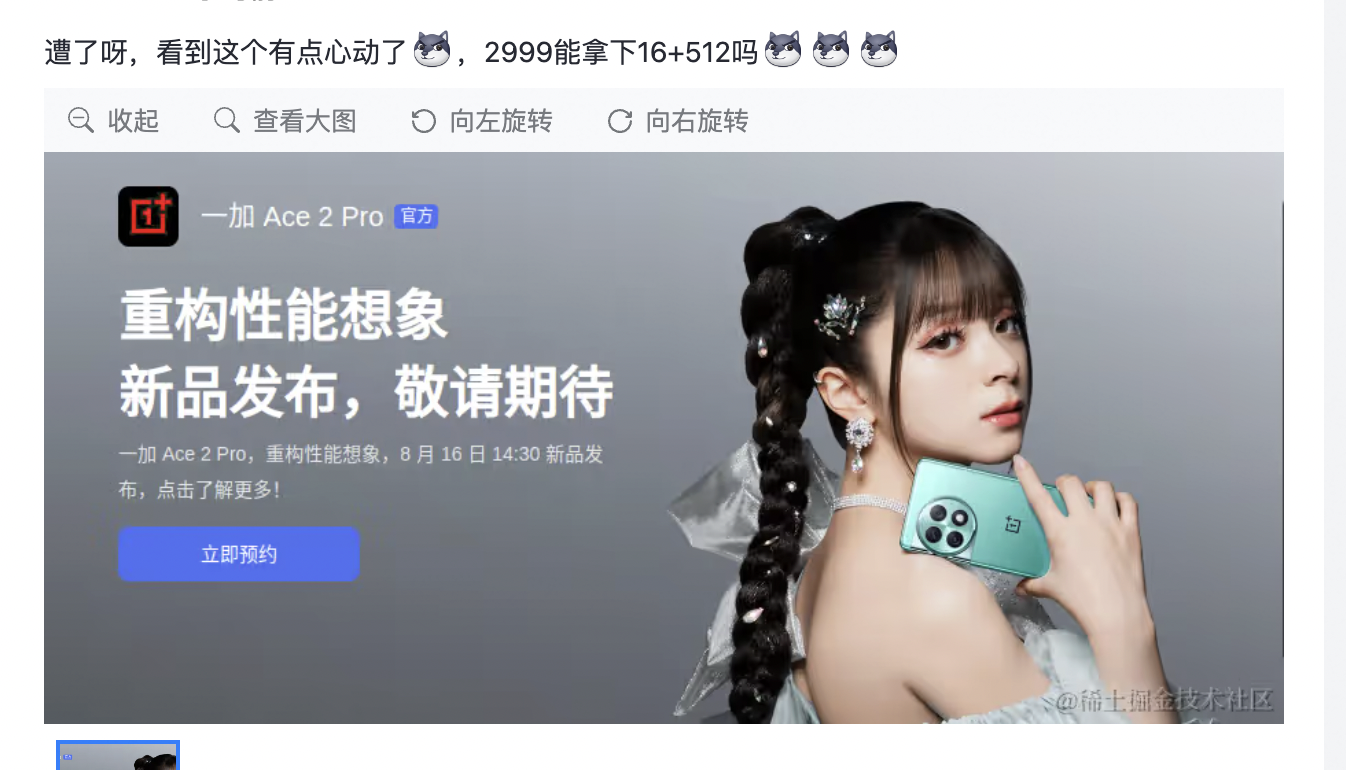 遭了呀，看到这个有点心动了，2999能拿下16+512吗
收起 查看大图 向左旋转 向右旋转
一加 Ace 2 Pro 官方
重构性能想象
新品发布，敬请期待
一加 Ace 2 Pro，重构性能想象，8 月 16 日 14:30 新品发
布，点击了解更多！
立即预约
@稀土掘金技术社区